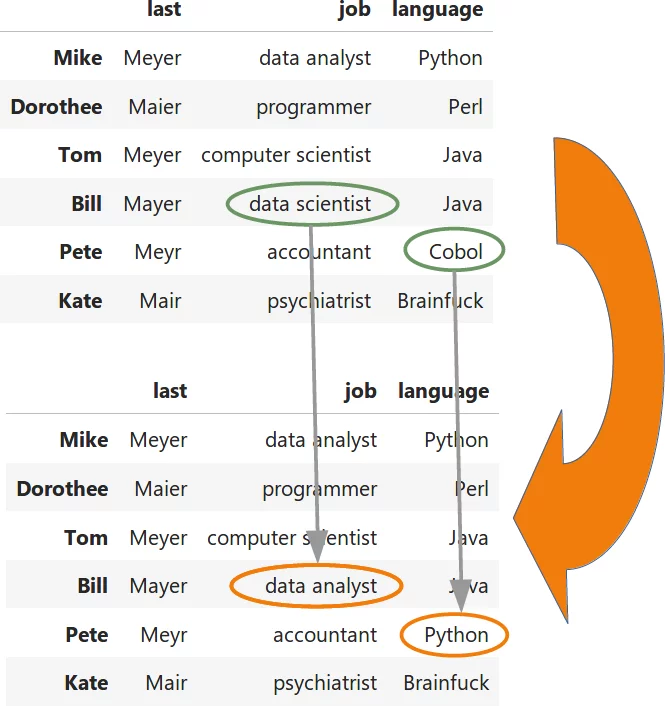 last job language
Mike Meyer data analyst Python
Dorothee Maier programmer Perl
Tom Meyer computer scientist Java
Bill Mayer data scientist Java
Pete Meyr accountant Cobol
Kate Mair psychiatrist Brainfuck
last job language
Mike Meyer data analyst Python
Dorothee Maier programmer Perl
Tom Meyer computer scientist Java
Bill Mayer data analyst Java
Pete Meyr accountant Python
Kate Mair psychiatrist Brainfuck